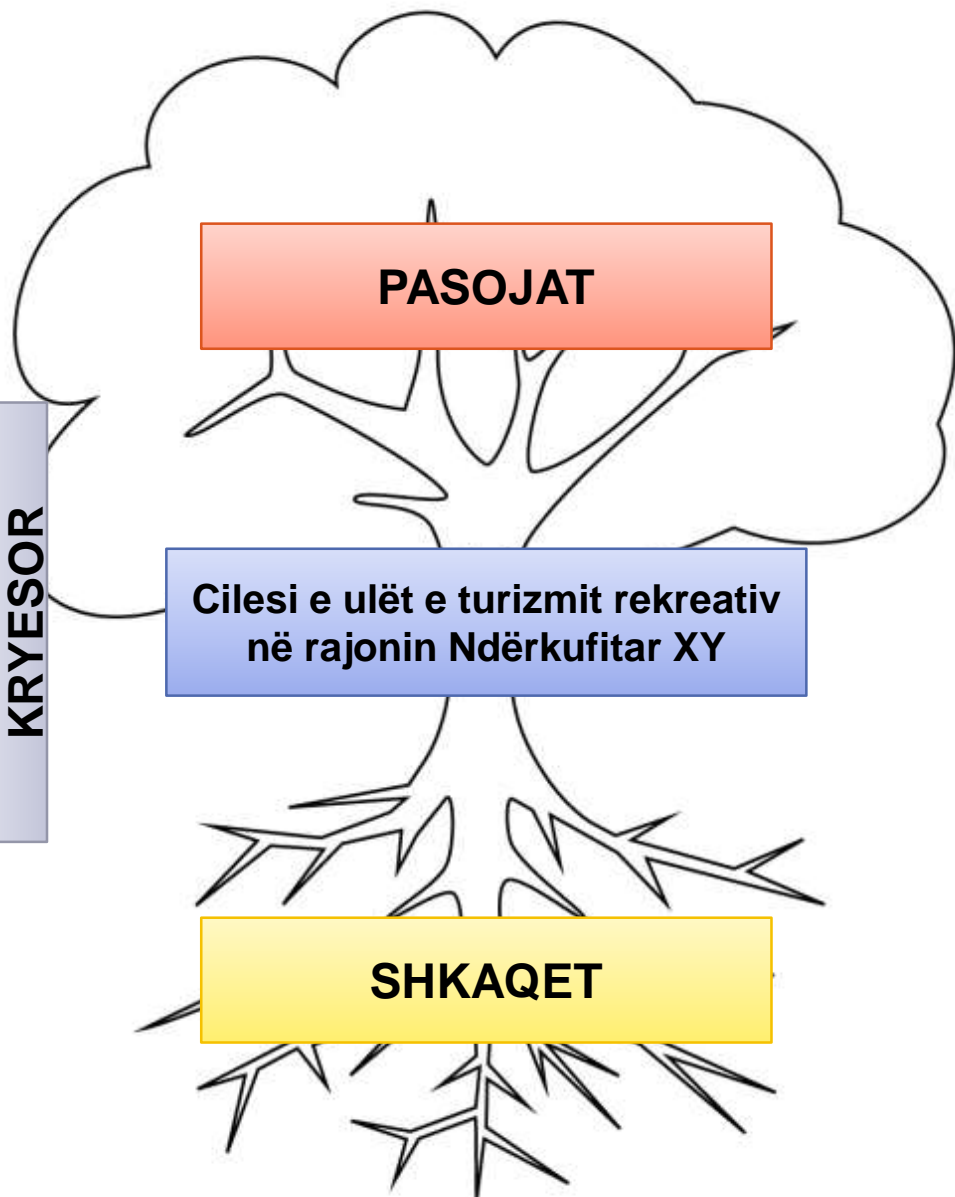 PASOJAT
KRYESOR
Cilesi e ulët e turizmit rekreativ
në rajonin Ndërkufitar XY
SHKAQET